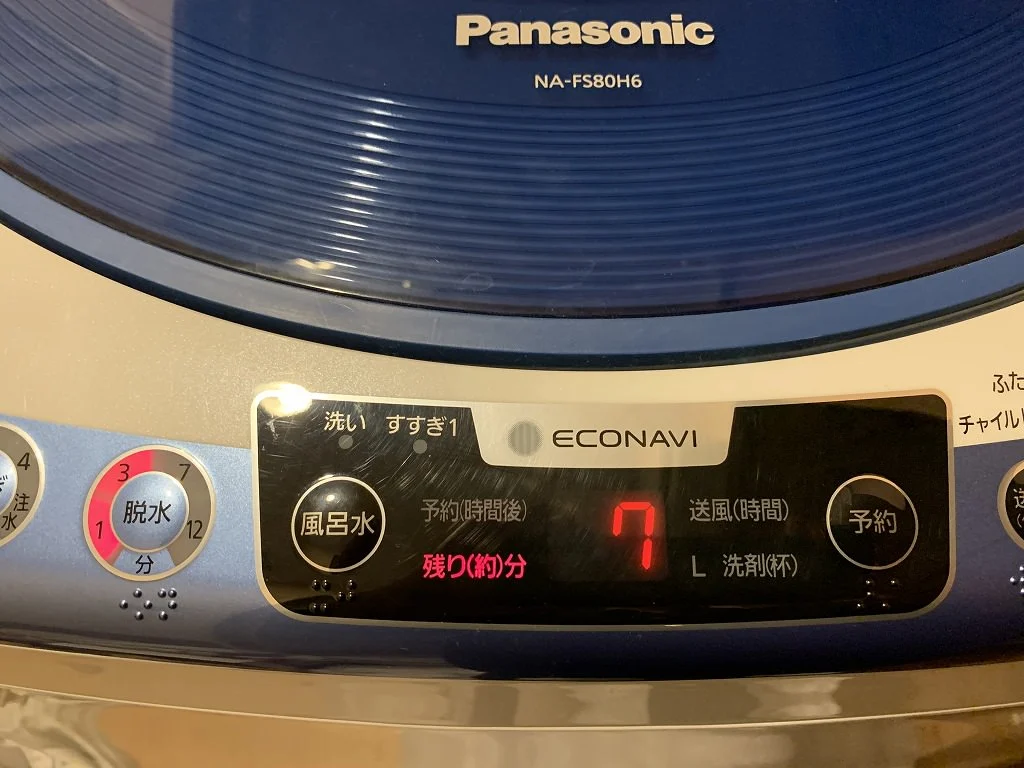 Panasonic
NA-FS80H6
ふた
チャイル
洗い すすぎ1
ECONAVI
4
注
水
3 7
脱水
1 12
分
風呂水
予約(時間後)
残り(約)分
7
送風(時間)
L 洗剤(杯)
予約
送